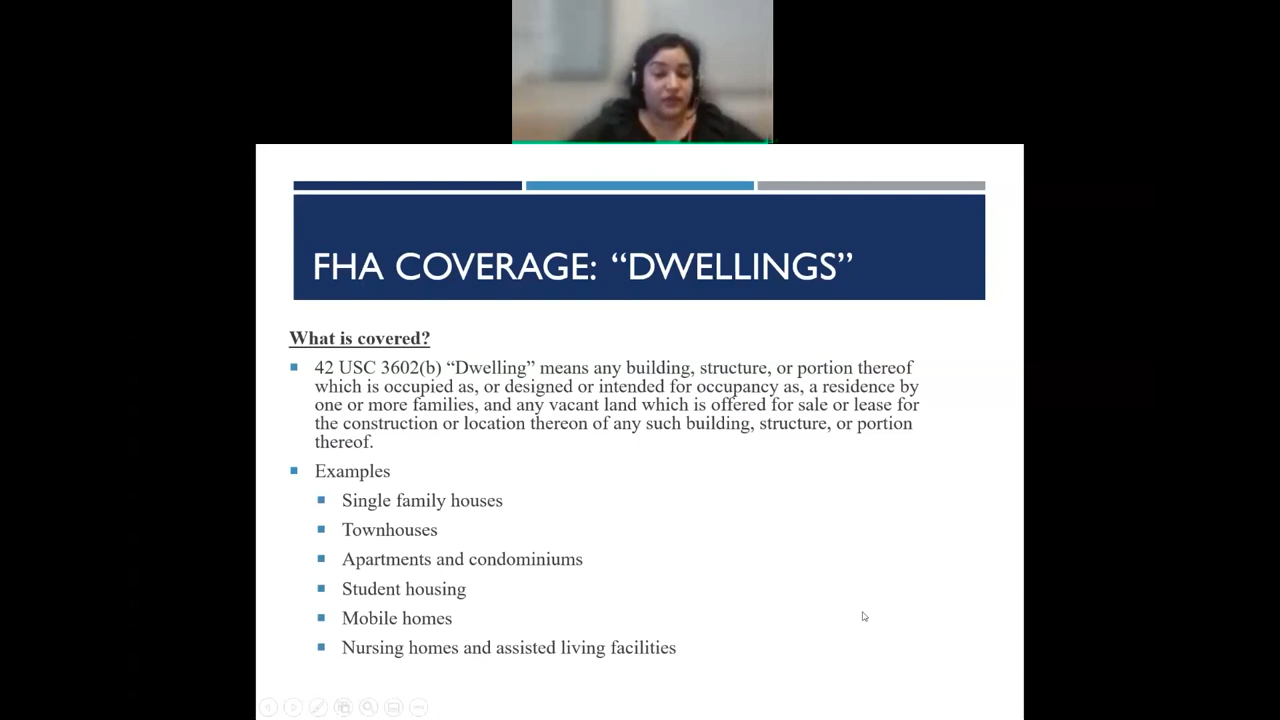 FHA COVERAGE: “DWELLINGS”
What is covered?
42 USC 3602(b) “Dwelling” means any building, structure, or portion thereof
which is occupied as, or designed or intended for occupancy as, a residence by
one or more families, and any vacant land which is offered for sale or lease for
the construction or location thereon of any such building, structure, or portion
thereof.
Examples
Single family houses
Townhouses
Apartments and condominiums
Student housing
Mobile homes
Nursing homes and assisted living facilities